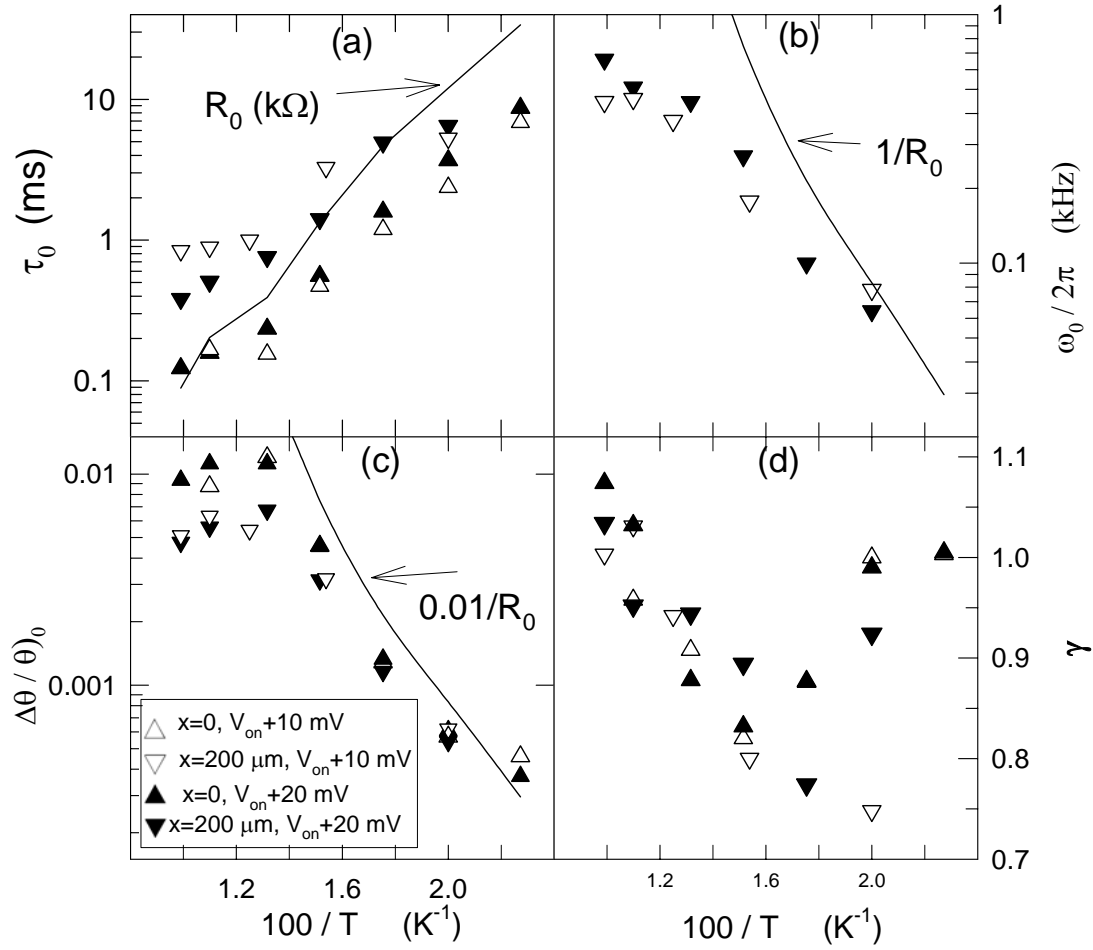 (a)
R₀ (kΩ)
10
1
0.1
τ₀ (ms)
(b)
1/R₀
1
0.1
ω₀ / 2π (kHz)
(c)
0.01/R₀
0.01
0.001
Δθ / θ)₀
x=0, Vₒₙ+10 mV
x=200 μm, Vₒₙ+10 mV
x=0, Vₒₙ+20 mV
x=200 μm, Vₒₙ+20 mV
1.2 1.6 2.0
100 / T (K⁻¹)
(d)
1.1
1.0
0.9
0.8
0.7
γ
1.2 1.6 2.0
100 / T (K⁻¹)